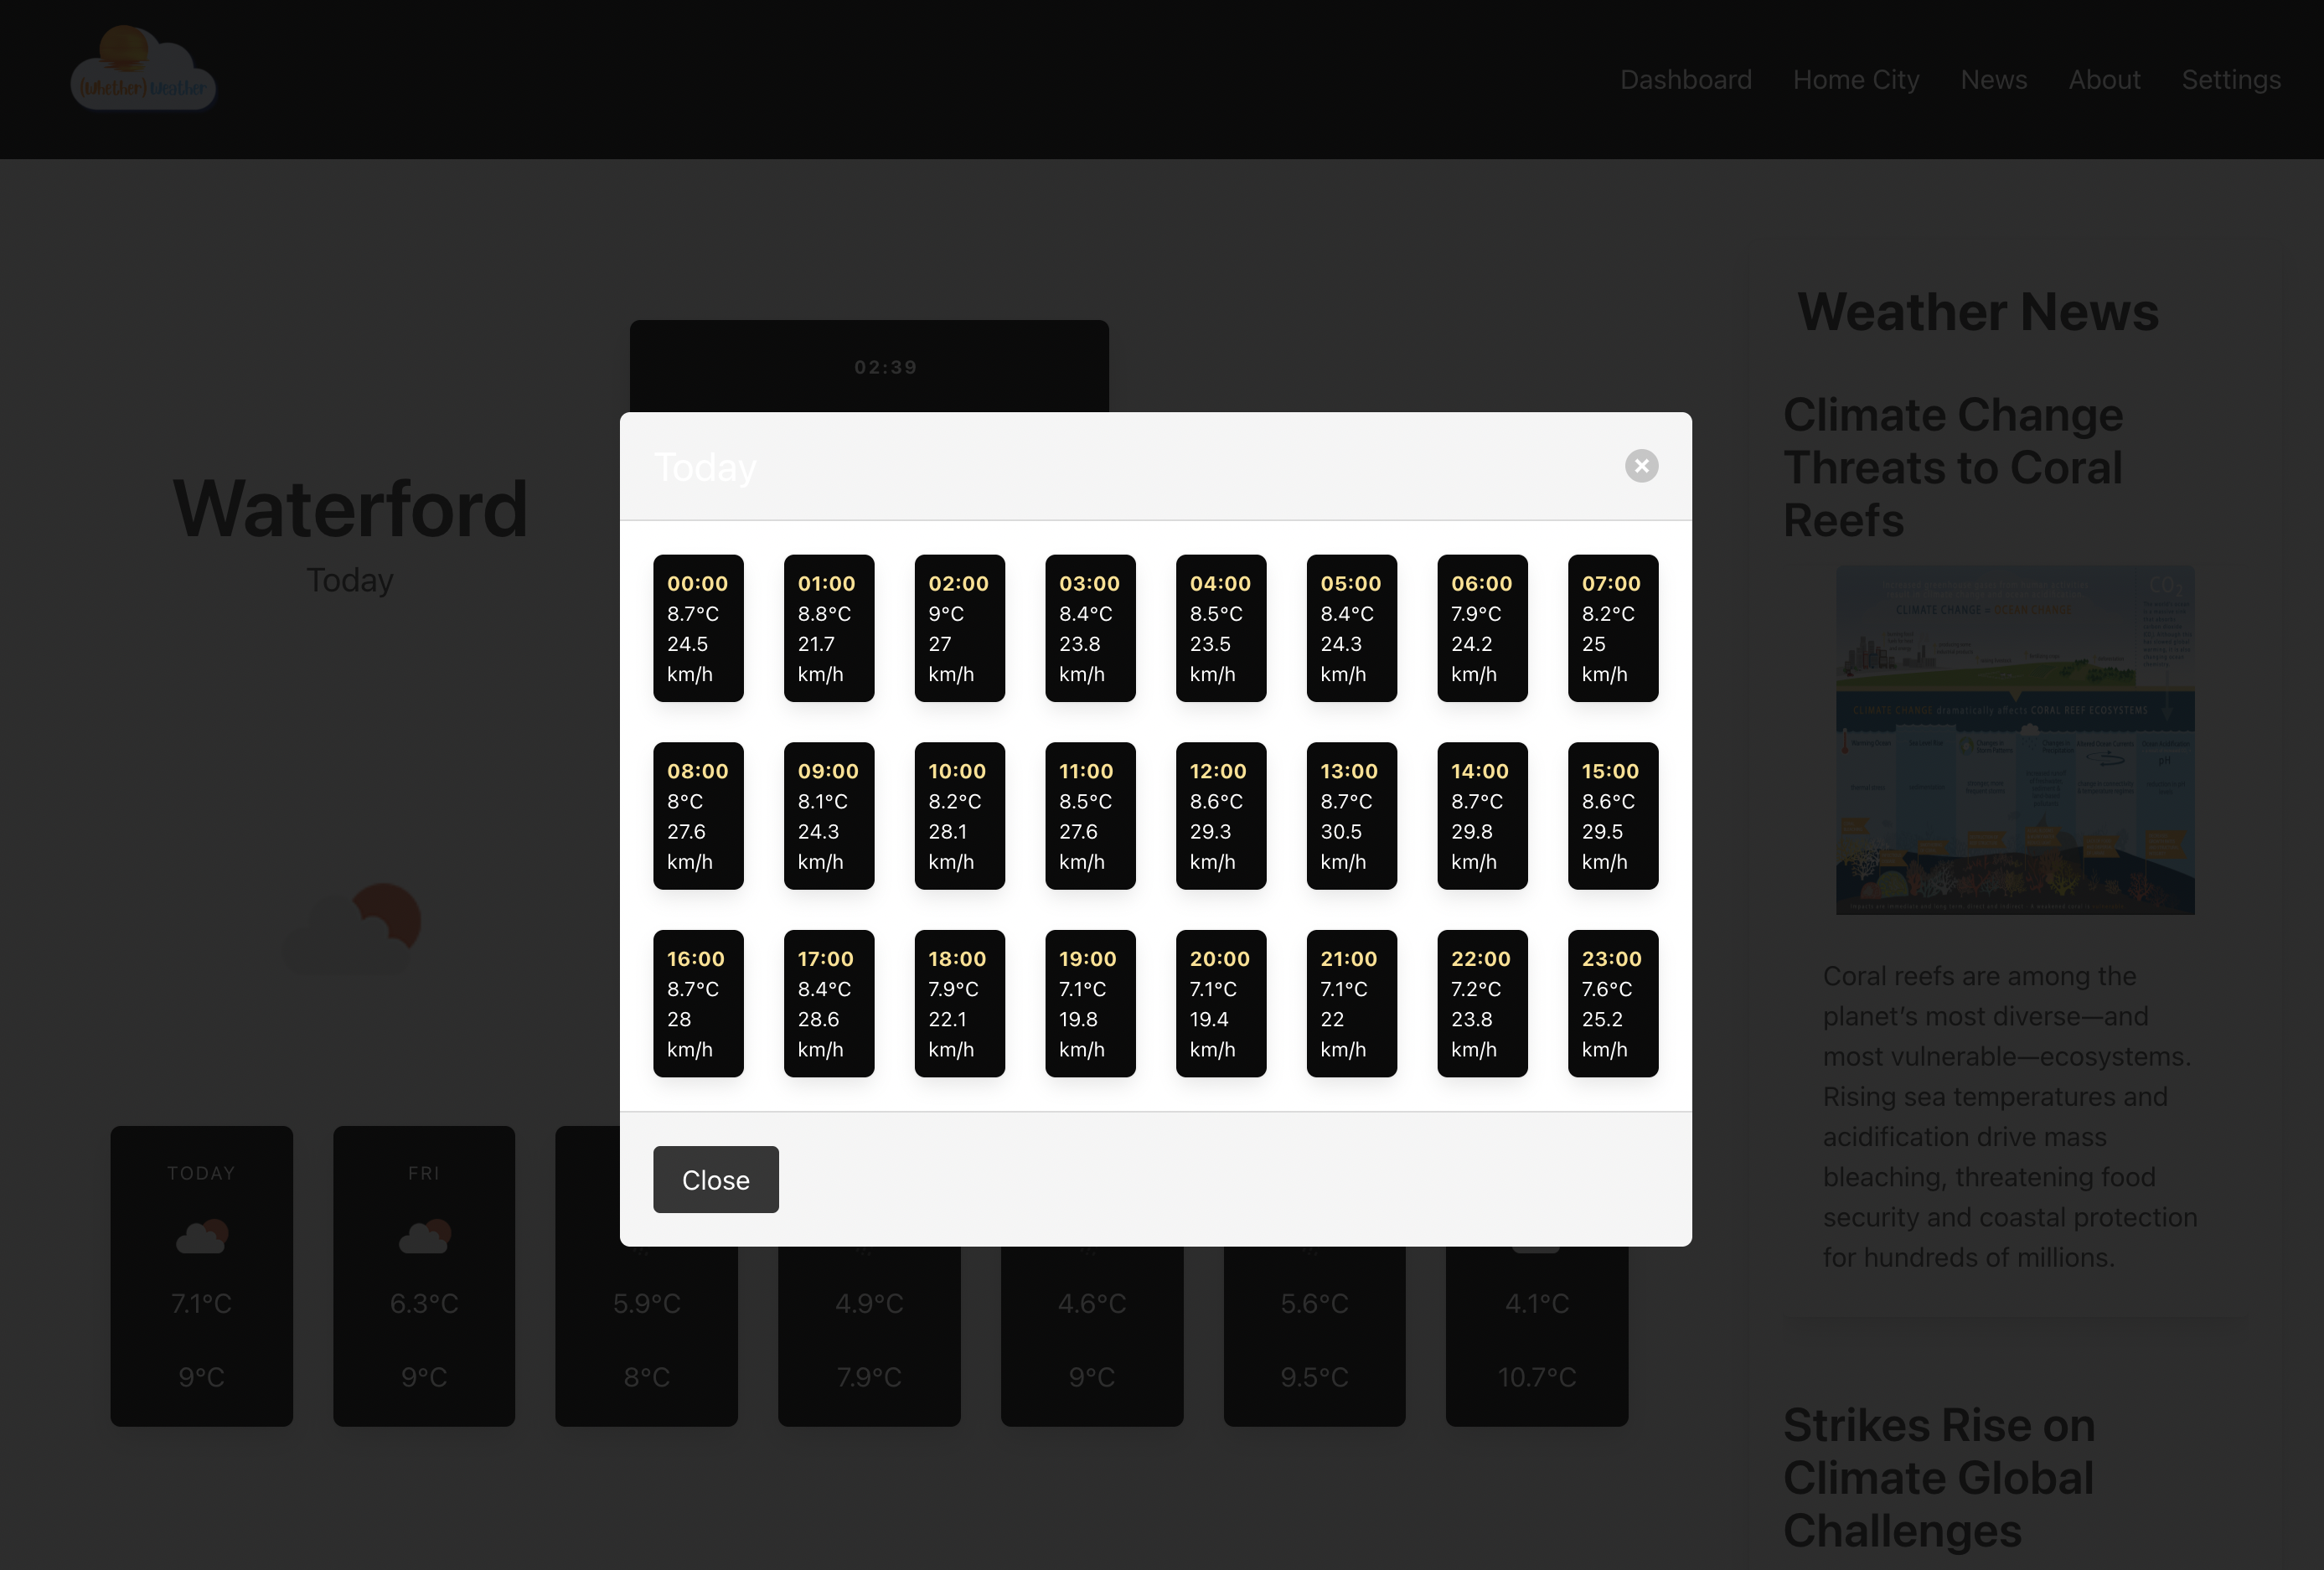 (Whether) Weather
Dashboard Home City News About Settings
02:39
Waterford
Today
Today
00:00
8.7°C
24.5
km/h
01:00
8.8°C
21.7
km/h
02:00
9°C
27
km/h
03:00
8.4°C
23.8
km/h
04:00
8.5°C
23.5
km/h
05:00
8.4°C
24.3
km/h
06:00
7.9°C
24.2
km/h
07:00
8.2°C
25
km/h
08:00
8°C
27.6
km/h
09:00
8.1°C
24.3
km/h
10:00
8.2°C
28.1
km/h
11:00
8.5°C
27.6
km/h
12:00
8.6°C
29.3
km/h
13:00
8.7°C
30.5
km/h
14:00
8.7°C
29.8
km/h
15:00
8.6°C
29.5
km/h
16:00
8.7°C
28
km/h
17:00
8.4°C
28.6
km/h
18:00
7.9°C
22.1
km/h
19:00
7.1°C
19.8
km/h
20:00
7.1°C
19.4
km/h
21:00
7.1°C
22
km/h
22:00
7.2°C
23.8
km/h
23:00
7.6°C
25.2
km/h
Close
TODAY
7.1°C
9°C
FRI
6.3°C
9°C
5.9°C
8°C
4.9°C
7.9°C
4.6°C
9°C
5.6°C
9.5°C
4.1°C
10.7°C
Weather News
Climate Change
Threats to Coral
Reefs
CO2
CLIMATE CHANGE = OCEAN CHANGE
CLIMATE CHANGE dramatically affects CORAL REEF ECOSYSTEMS
pH
Coral reefs are among the
planet’s most diverse—and
most vulnerable—ecosystems.
Rising sea temperatures and
acidification drive mass
bleaching, threatening food
security and coastal protection
for hundreds of millions.
Strikes Rise on
Climate Global
Challenges